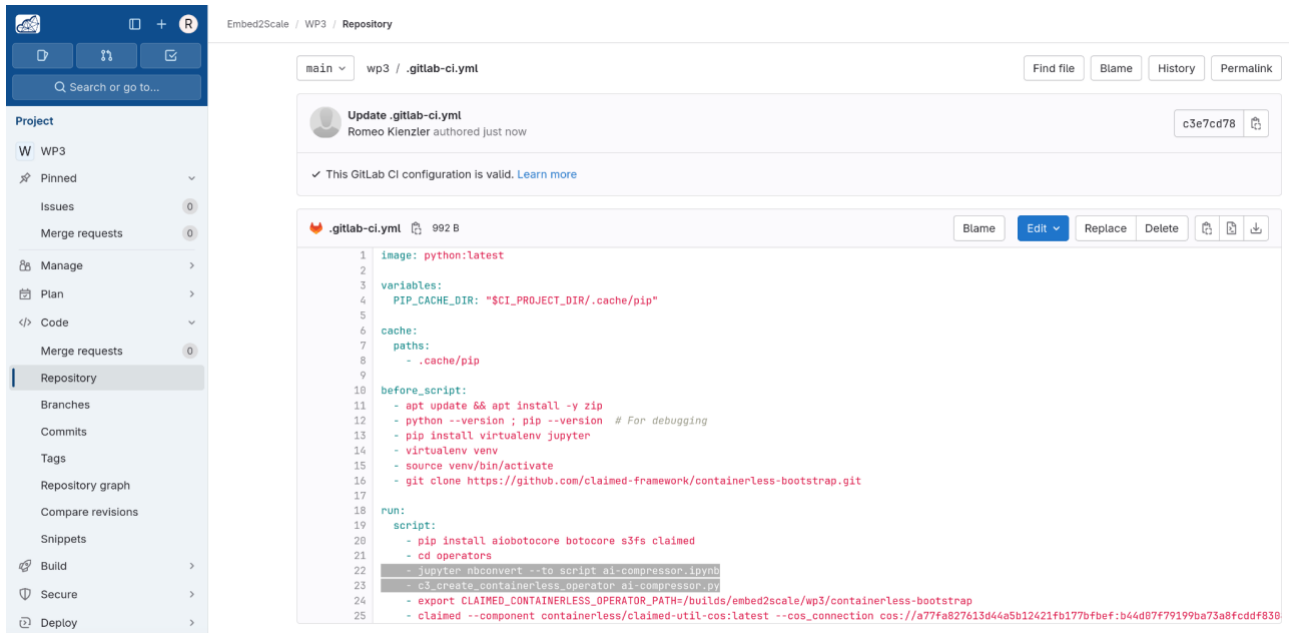 R
Search or go to...
Project
W WP3
Pinned
Issues 0
Merge requests 0
Manage
Plan
Code
Merge requests 0
Repository
Branches
Commits
Tags
Repository graph
Compare revisions
Snippets
Build
Secure
Deploy
Embed2Scale / WP3 / Repository
main wp3 / .gitlab-ci.yml Find file Blame History Permalink
Update .gitlab-ci.yml
Romeo Kienzler authored just now
c3e7cd78
This GitLab CI configuration is valid. Learn more
.gitlab-ci.yml 992 B Blame Edit Replace Delete
1 image: python:latest
2
3 variables:
4 PIP_CACHE_DIR: "$CI_PROJECT_DIR/.cache/pip"
5
6 cache:
7 paths:
8 - .cache/pip
9
10 before_script:
11 - apt update && apt install -y zip
12 - python --version ; pip --version # For debugging
13 - pip install virtualenv jupyter
14 - virtualenv venv
15 - source venv/bin/activate
16 - git clone https://github.com/claimed-framework/containerless-bootstrap.git
17
18 run:
19 script:
20 - pip install aiobotocore botocore s3fs claimed
21 - cd operators
22 - jupyter nbconvert --to script ai-compressor.ipynb
23 - c3_create_containerless_operator ai-compressor.py
24 - export CLAIMED_CONTAINERLESS_OPERATOR_PATH=/builds/embed2scale/wp3/containerless-bootstrap
25 - claimed --component containerless/claimed-util-cos:latest --cos_connection cos://a77fa827613d44a5b12421fb177bfbef:b44d07f79199ba73a8fcddf830